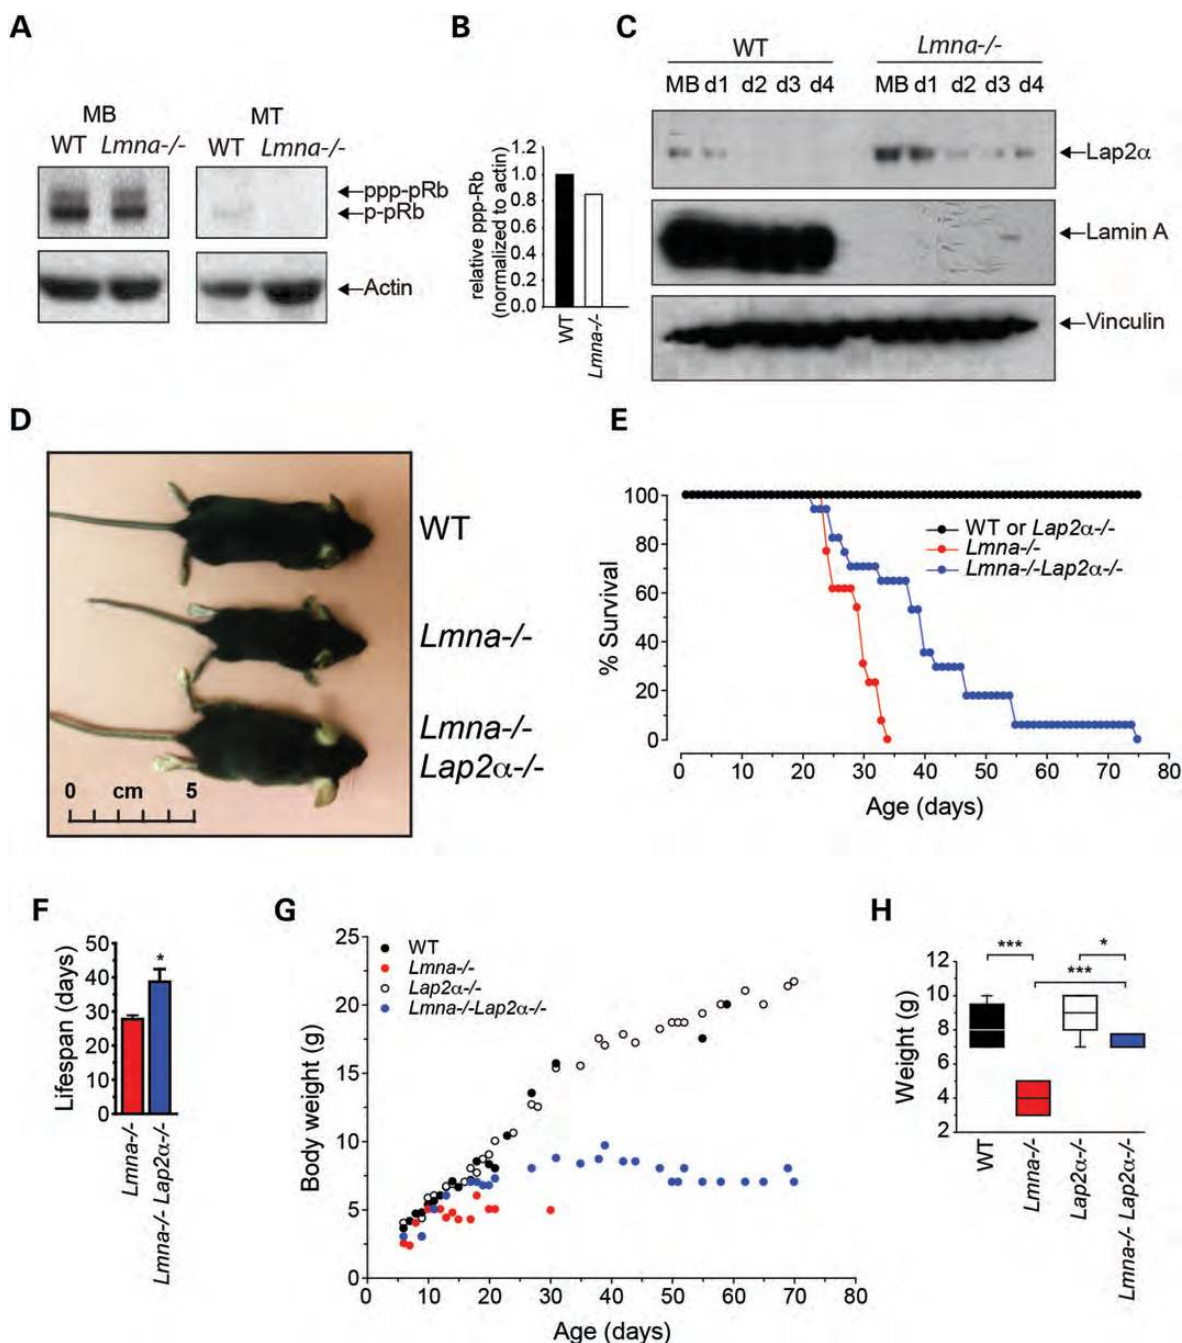 A
MB
MT
WT Lmna-/-
WT Lmna-/-
ppp-pRb
p-pRb
Actin
B
relative ppp-Rb
(normalized to actin)
1.2
1.0
0.8
0.6
0.4
0.2
0.0
WT
Lmna-/-
C
WT
Lmna-/-
MB d1 d2 d3 d4
MB d1 d2 d3 d4
Lap2α
Lamin A
Vinculin
D
WT
Lmna-/-
Lmna-/-
Lap2α-/-
0 cm 5
E
% Survival
100
80
60
40
20
0
WT or Lap2α-/-
Lmna-/-
Lmna-/-Lap2α-/-
0 10 20 30 40 50 60 70 80
Age (days)
F
Lifespan (days)
50
40
30
20
10
0
*
Lmna-/-
Lmna-/- Lap2α-/-
G
Body weight (g)
25
20
15
10
5
0
WT
Lmna-/-
Lap2α-/-
Lmna-/-Lap2α-/-
10 20 30 40 50 60 70 80
Age (days)
H
Weight (g)
12
10
8
6
4
2
***
*
***
WT
Lmna-/-
Lap2α-/-
Lmna-/- Lap2α-/-